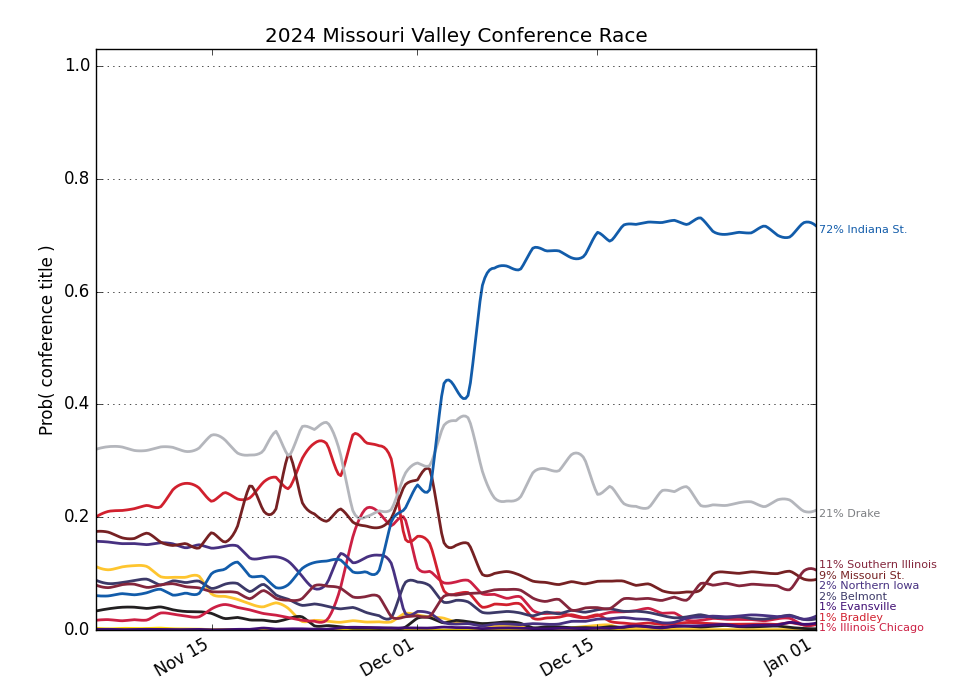 2024 Missouri Valley Conference Race
Prob( conference title )
1.0
0.8
0.6
0.4
0.2
0.0
Nov 15
Dec 01
Dec 15
Jan 01
72% Indiana St.
21% Drake
11% Southern Illinois
9% Missouri St.
2% Northern Iowa
2% Belmont
1% Evansville
1% Bradley
1% Illinois Chicago